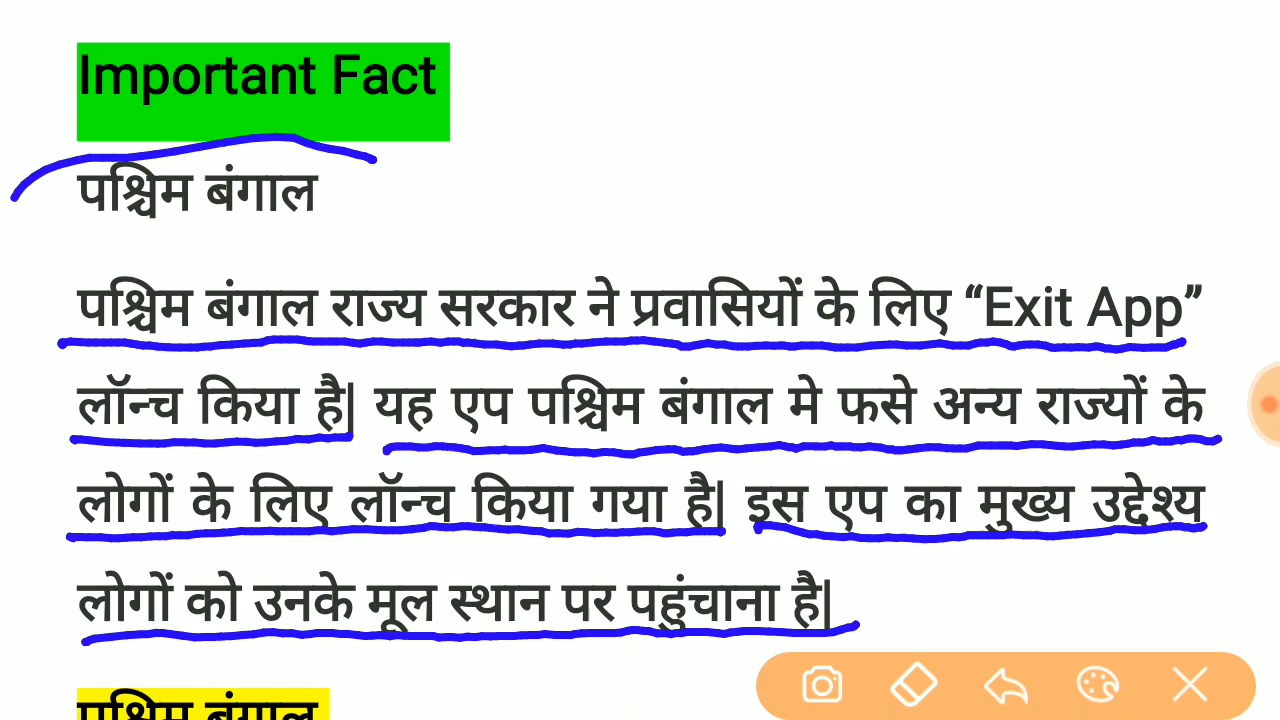 Important Fact
पश्चिम बंगाल
पश्चिम बंगाल राज्य सरकार ने प्रवासियों के लिए “Exit App”
लॉन्च किया है| यह एप पश्चिम बंगाल मे फसे अन्य राज्यों के
लोगों के लिए लॉन्च किया गया है| इस एप का मुख्य उद्देश्य
लोगों को उनके मूल स्थान पर पहुंचाना है|
पश्चिम बंगाल